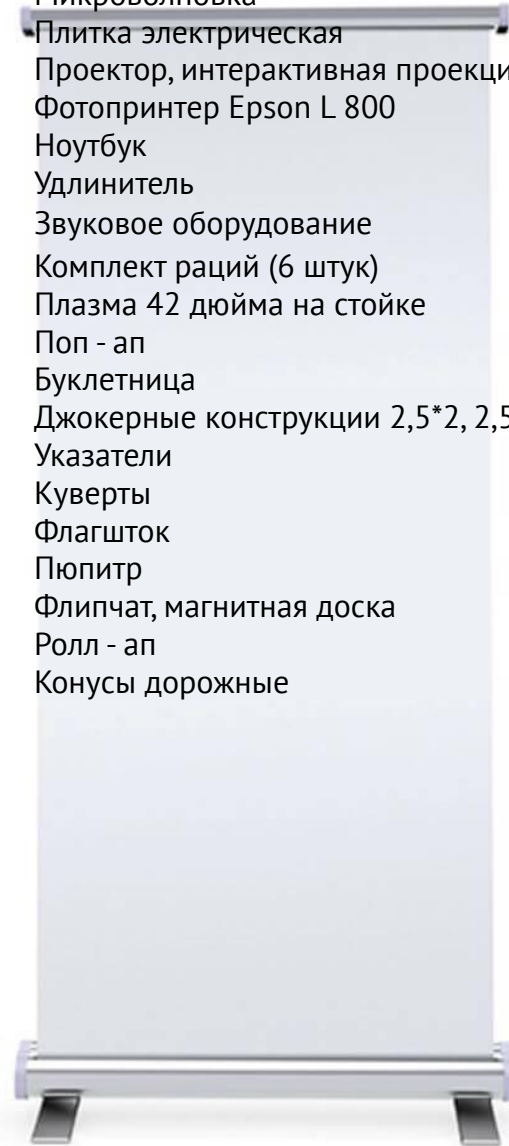 Микроволновка
Плитка электрическая
Проектор, интерактивная проекци
Фотопринтер Epson L 800
Ноутбук
Удлинитель
Звуковое оборудование
Комплект раций (6 штук)
Плазма 42 дюйма на стойке
Поп - ап
Буклетница
Джокерные конструкции 2,5*2, 2,5
Указатели
Куверты
Флагшток
Пюпитр
Флипчат, магнитная доска
Ролл - ап
Конусы дорожные